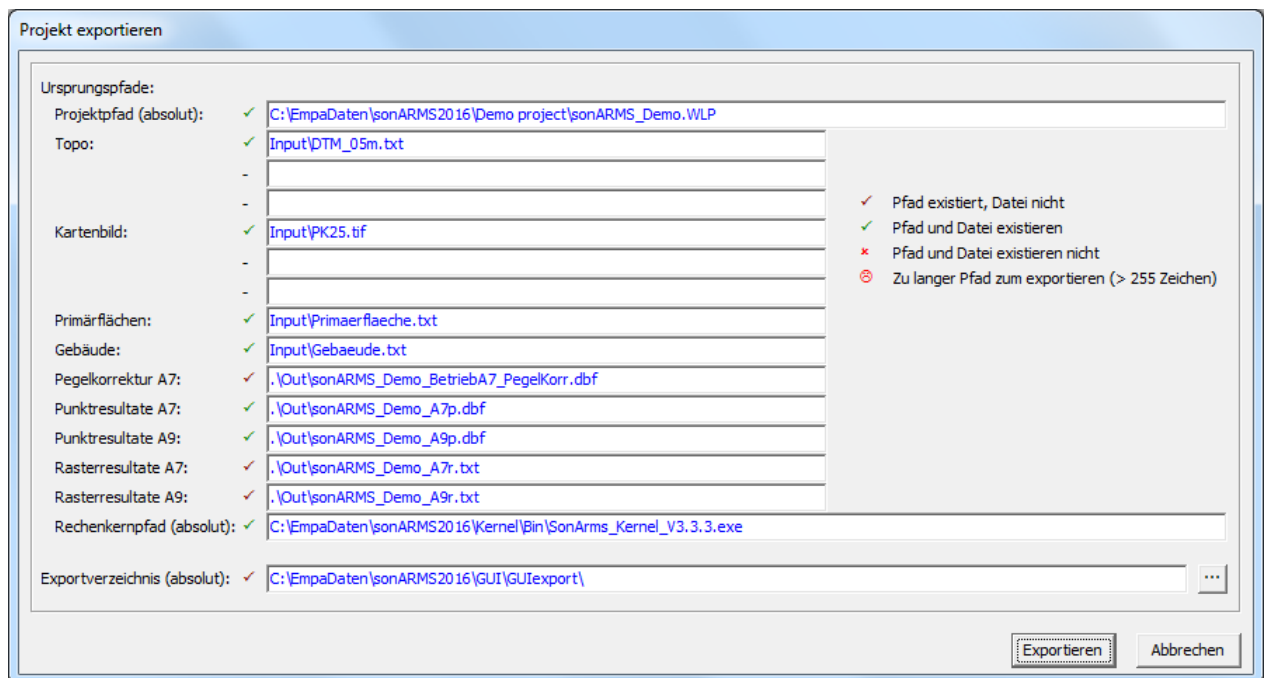 Projekt exportieren
Ursprungspfade:
Projektpfad (absolut): ✓ C:\EmpaDaten\sonARMS2016\Demo project\sonARMS_Demo.WLP
Topo: ✓ Input\DTM_05m.txt
-
-
Kartenbild: ✓ Input\PK25.tif
-
-
Primärflächen: ✓ Input\Primaerflaeche.txt
Gebäude: ✓ Input\Gebaeude.txt
Pegelkorrektur A7: ✓ .\Out\sonARMS_Demo_BetriebA7_PegelKorr.dbf
Punktresultate A7: ✓ .\Out\sonARMS_Demo_A7p.dbf
Punktresultate A9: ✓ .\Out\sonARMS_Demo_A9p.dbf
Rasterresultate A7: ✓ .\Out\sonARMS_Demo_A7r.txt
Rasterresultate A9: ✓ .\Out\sonARMS_Demo_A9r.txt
Rechenkernpfad (absolut): ✓ C:\EmpaDaten\sonARMS2016\Kernel\Bin\SonArms_Kernel_V3.3.3.exe
✓ Pfad existiert, Datei nicht
✓ Pfad und Datei existieren
× Pfad und Datei existieren nicht
☹ Zu langer Pfad zum exportieren (> 255 Zeichen)
Exportverzeichnis (absolut): ✓ C:\EmpaDaten\sonARMS2016\GUI\GUIexport\ ...
Exportieren Abbrechen